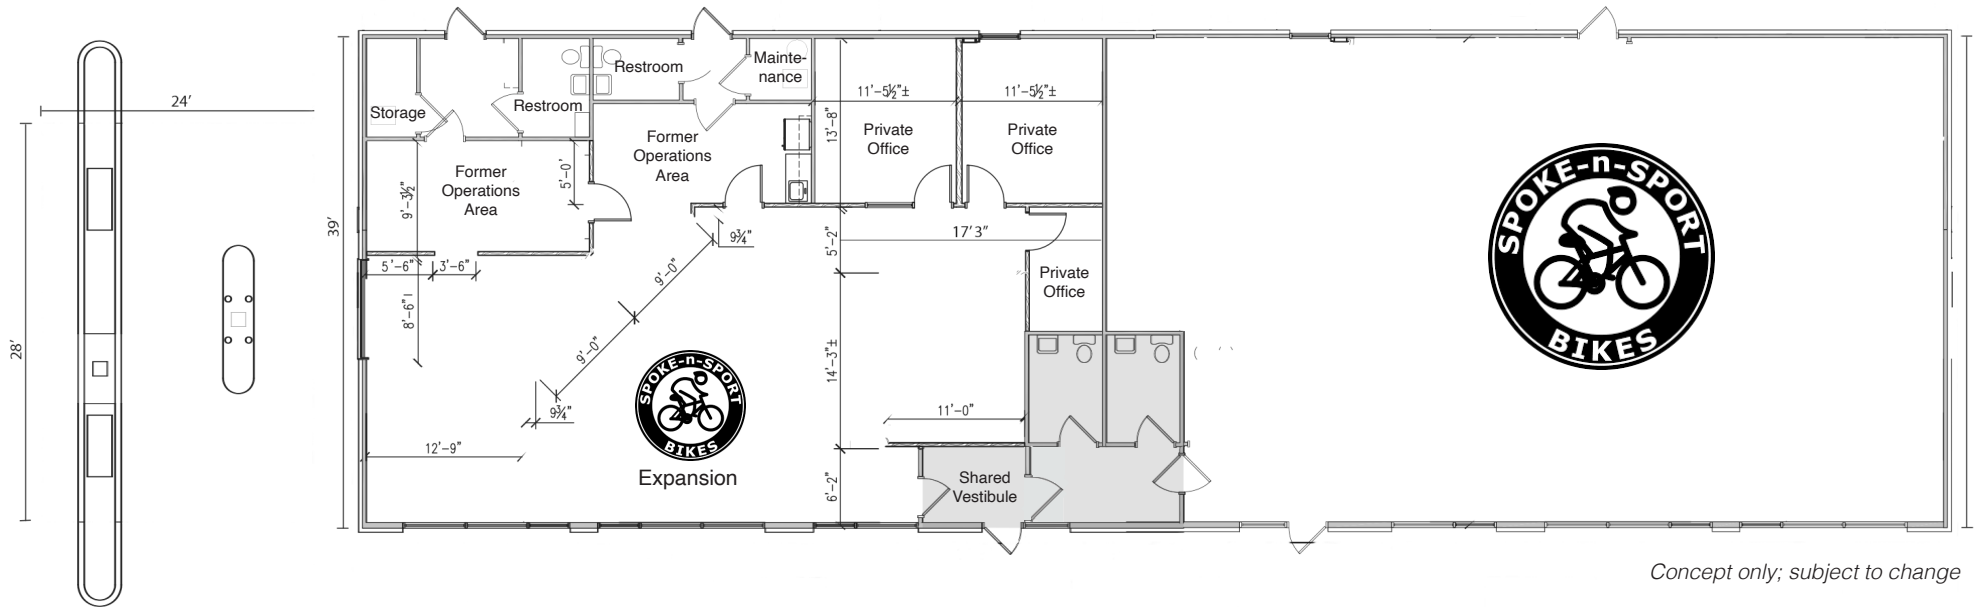 24'
28'
39'
Storage
Restroom
Restroom
Mainte-
nance
11'-5½"±
11'-5½"±
13'-8"
Private
Office
Private
Office
Former
Operations
Area
Former
Operations
Area
9'-3½"
5'-0'
5'-6"
3'-6"
8'-6"
9¾"
9'-0"
9'-0"
9¾"
12'-9"
5'-2"
17'3"
Private
Office
14'-3"±
11'-0"
6'-2"
SPOKE-n-SPORT
BIKES
Expansion
Shared
Vestibule
SPOKE-n-SPORT
BIKES
Concept only; subject to change